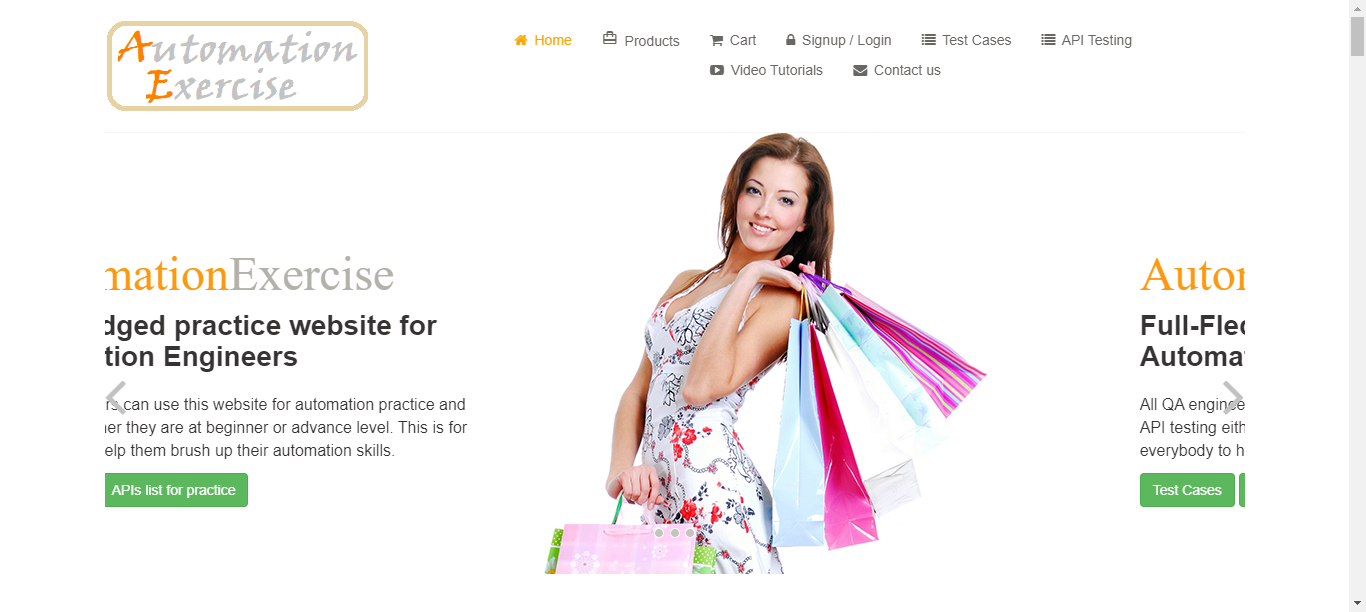 Automation
Exercise
Home
Products
Cart
Signup / Login
Test Cases
API Testing
Video Tutorials
Contact us
mationExercise
dged practice website for
tion Engineers
rs can use this website for automation practice and
her they are at beginner or advance level. This is for
elp them brush up their automation skills.
APIs list for practice
Autor
Full-Fled
Automa
All QA enginee
API testing eith
everybody to h
Test Cases